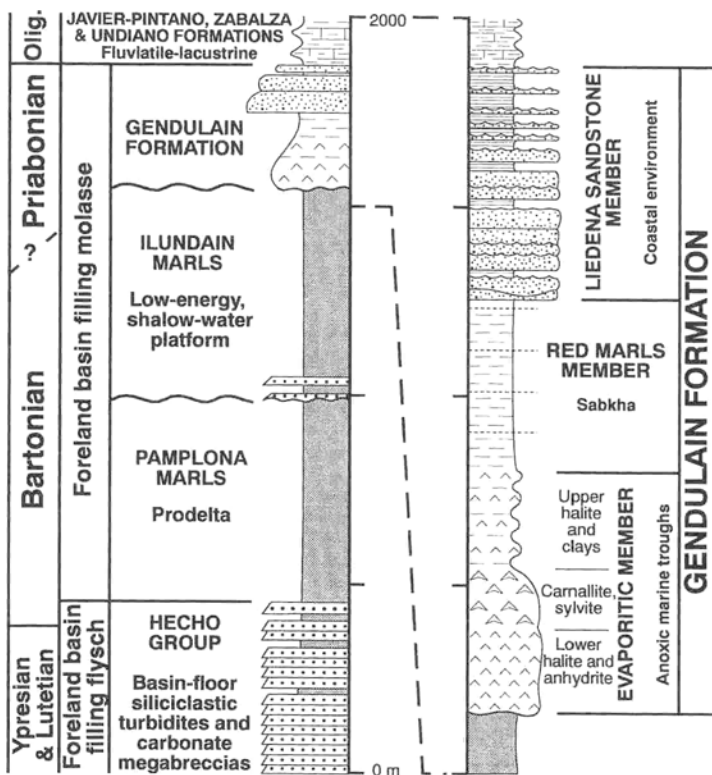 Olig.
Priabonian
?
Bartonian
Ypresian
& Lutetian
Foreland basin filling molasse
Foreland basin
filling flysch
JAVIER-PINTANO, ZABALZA
& UNDIANO FORMATIONS
Fluvlatile-lacustrine
GENDULAIN
FORMATION
ILUNDAIN
MARLS
Low-energy,
shalow-water
platform
PAMPLONA
MARLS
Prodelta
HECHO
GROUP
Basin-floor
siliciclastic
turbidites and
carbonate
megabreccias
2000
0 m
LIEDENA SANDSTONE
MEMBER
Coastal environment
RED MARLS
MEMBER
Sabkha
Upper
halite and
clays
Carnallite,
sylvite
Lower
halite and
anhydrite
EVAPORITIC MEMBER
Anoxic marine troughs
GENDULAIN FORMATION